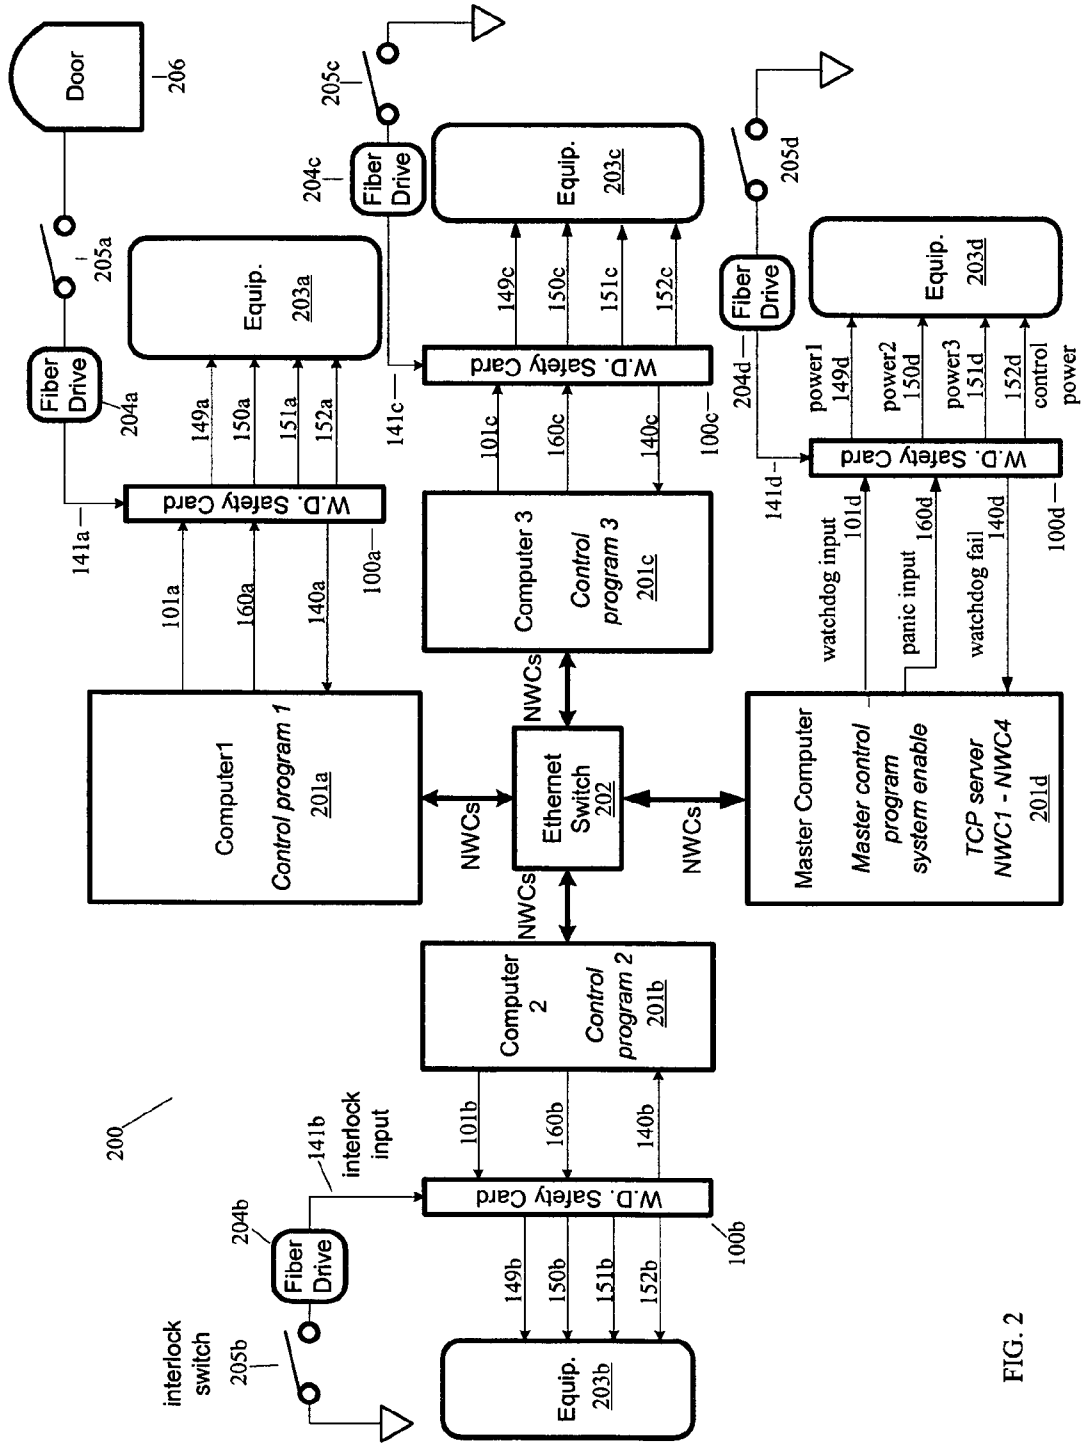 200
interlock
switch
205b
204b
Fiber
Drive
141b
interlock
input
Equip.
203b
149b
150b
151b
152b
W.D. Safety Card
100b
101b
160b
140b
Computer
2
Control
program 2
201b
NWCs
Ethernet
Switch
202
NWCs
Computer1
Control program 1
201a
101a
160a
140a
141a
W.D. Safety Card
100a
Fiber
Drive
204a
205a
Door
206
149a
150a
151a
152a
Equip.
203a
NWCs
Computer 3
Control
program 3
201c
101c
160c
140c
141c
W.D. Safety Card
100c
204c
Fiber
Drive
205c
149c
150c
151c
152c
Equip.
203c
NWCs
Master Computer
Master control
program
system enable
TCP server
NWC1 - NWC4
201d
watchdog input
101d
panic input
160d
watchdog fail
140d
141d
W.D. Safety Card
100d
204d
Fiber
Drive
205d
power1
149d
power2
150d
power3
151d
152d
control
power
Equip.
203d
FIG. 2